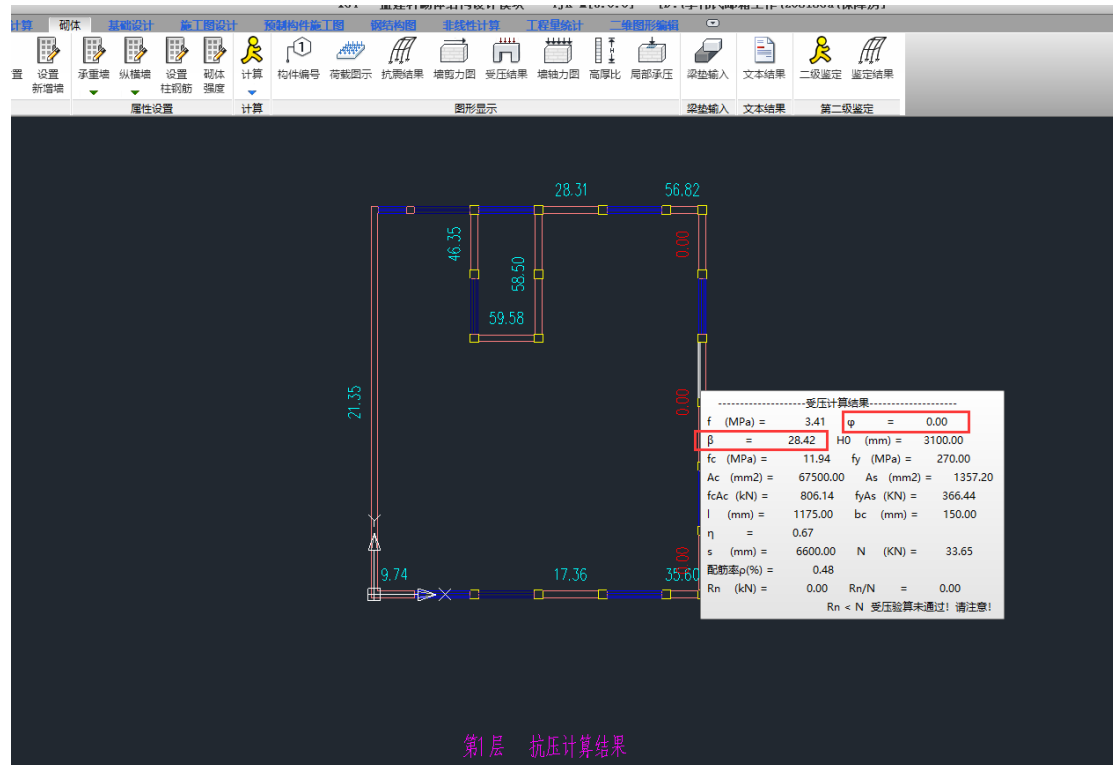 计算 砌体 基础设计 施工图设计 预制构件施工图 钢结构图 非线性计算 工程量统计 二维图形编辑
置 设置 承重墙 纵横墙 设置 砌体 计算 构件编号 荷载图示 抗震结果 墙剪力图 受压结果 墙轴力图 高厚比 局部承压 梁垫输入 文本结果 二级鉴定 鉴定结果
新增墙 柱钢筋 强度
属性设置 计算 图形显示 梁垫输入 文本结果 第二级鉴定
28.31 56.82
46.35
0.00
58.50
59.58
21.35
0.00
9.74 17.36 35.60
0.00
X
Y
--------------------受压计算结果--------------------
f (MPa) = 3.41 φ = 0.00
β = 28.42 H0 (mm) = 3100.00
fc (MPa) = 11.94 fy (MPa) = 270.00
Ac (mm2) = 67500.00 As (mm2) = 1357.20
fcAc (kN) = 806.14 fyAs (KN) = 366.44
l (mm) = 1175.00 bc (mm) = 150.00
η = 0.67
s (mm) = 6600.00 N (KN) = 33.65
配筋率ρ(%) = 0.48
Rn (kN) = 0.00 Rn/N = 0.00
Rn < N 受压验算未通过! 请注意!
第1层 抗压计算结果